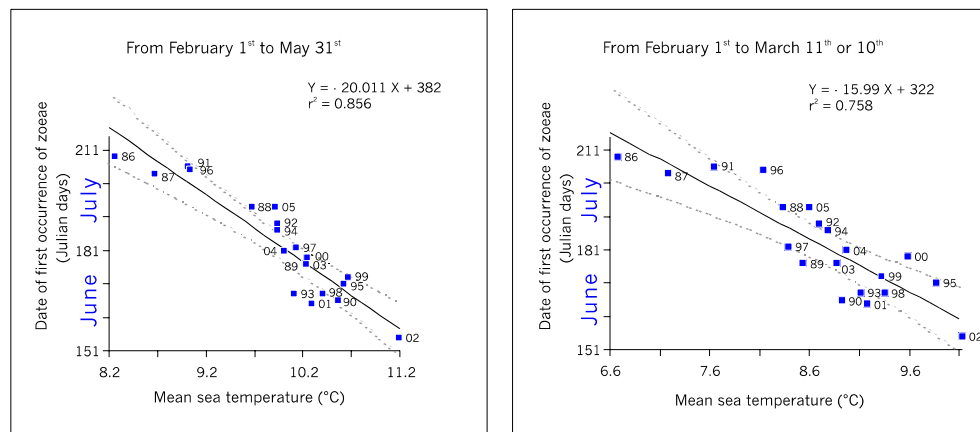 From February 1st to May 31st
Y = - 20.011 X + 382
r² = 0.856
Date of first occurrence of zoeae
(Julian days)
June July
211
181
151
86
87
91
96
88
05
92
94
04
97
00
03
89
99
95
93
98
90
01
02
8.2 9.2 10.2 11.2
Mean sea temperature (°C)
From February 1st to March 11th or 10th
Y = - 15.99 X + 322
r² = 0.758
Date of first occurrence of zoeae
(Julian days)
June July
211
181
151
86
87
91
96
88
05
92
94
97
04
89
03
00
99
95
93
98
90
01
02
6.6 7.6 8.6 9.6
Mean sea temperature (°C)